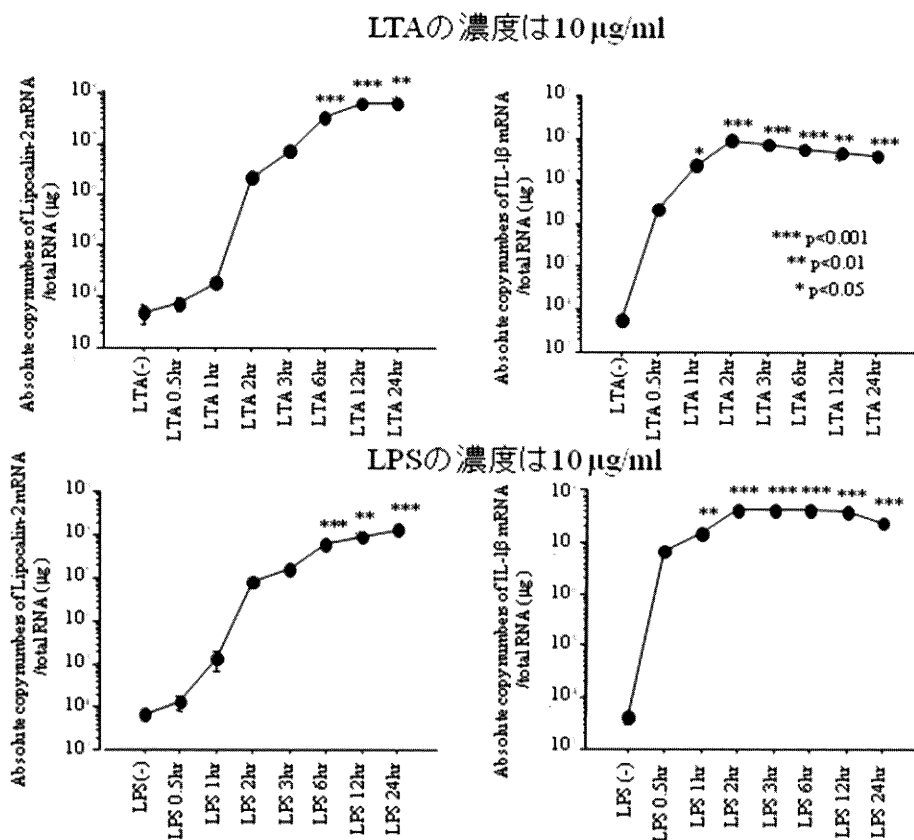 LTAの濃度は10 µg/ml
Absolute copy numbers of Lipocalin-2 mRNA
/total RNA (µg)
***
***
**
LTA(-)
LTA 0.5hr
LTA 1hr
LTA 2hr
LTA 3hr
LTA 6hr
LTA 12hr
LTA 24hr
Absolute copy numbers of IL-1β mRNA
/total RNA (µg)
*
***
***
***
**
***
*** p<0.001
** p<0.01
* p<0.05
LTA(-)
LTA 0.5hr
LTA 1hr
LTA 2hr
LTA 3hr
LTA 6hr
LTA 12hr
LTA 24hr
LPSの濃度は10 µg/ml
Absolute copy numbers of Lipocalin-2 mRNA
/total RNA (µg)
***
**
***
LPS(-)
LPS 0.5hr
LPS 1hr
LPS 2hr
LPS 3hr
LPS 6hr
LPS 12hr
LPS 24hr
Absolute copy numbers of IL-1β mRNA
/total RNA (µg)
**
***
***
***
***
***
LPS(-)
LPS 0.5hr
LPS 1hr
LPS 2hr
LPS 3hr
LPS 6hr
LPS 12hr
LPS 24hr